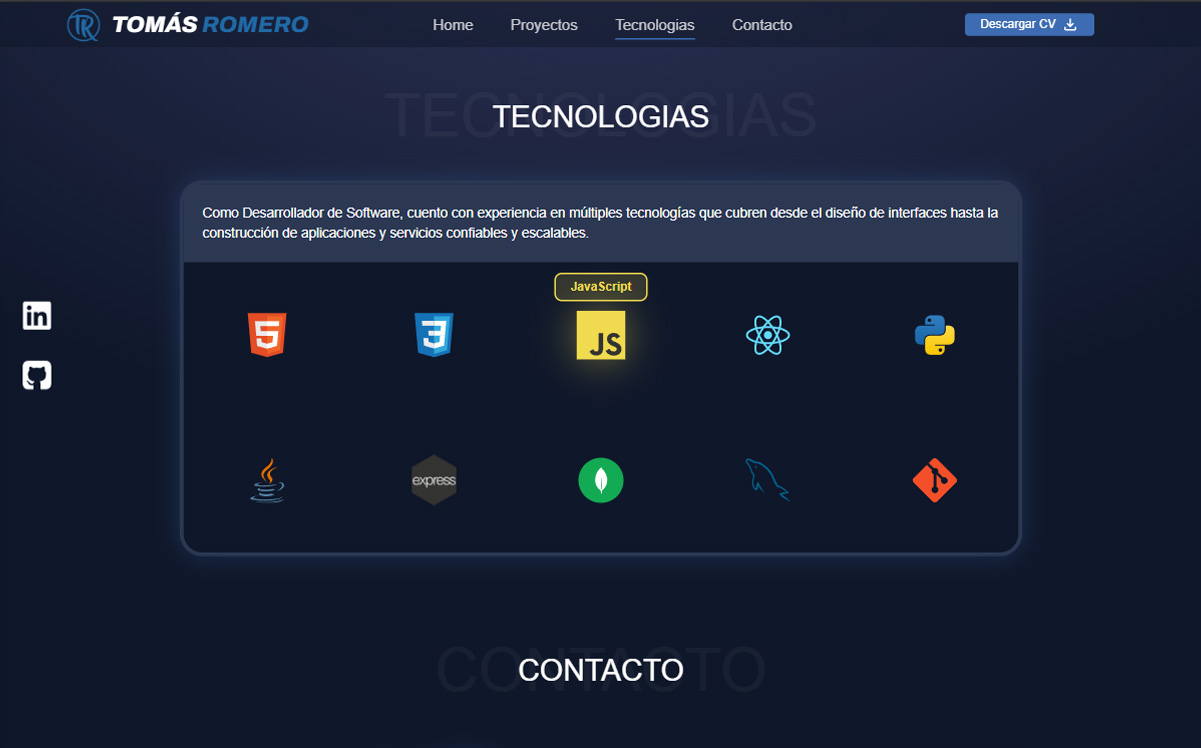 TR TOMÁS ROMERO
Home Proyectos Tecnologias Contacto
Descargar CV
TECNOLOGIAS
TECNOLOGIAS
Como Desarrollador de Software, cuento con experiencia en múltiples tecnologías que cubren desde el diseño de interfaces hasta la
construcción de aplicaciones y servicios confiables y escalables.
JavaScript
in
5
3
JS
express
CONTACTO
CONTACTO